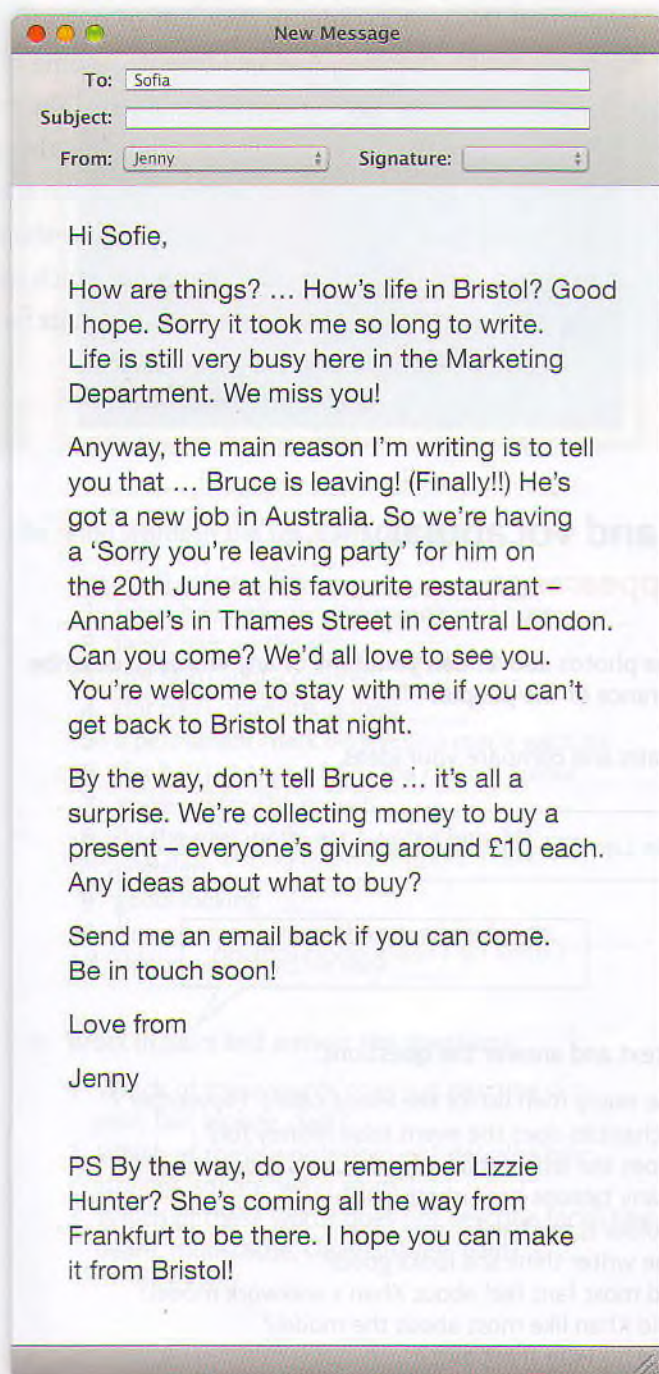 New Message
To: Sofia
Subject:
From: Jenny Signature:
Hi Sofie,
How are things? … How's life in Bristol? Good
I hope. Sorry it took me so long to write.
Life is still very busy here in the Marketing
Department. We miss you!
Anyway, the main reason I'm writing is to tell
you that … Bruce is leaving! (Finally!!) He's
got a new job in Australia. So we're having
a 'Sorry you're leaving party' for him on
the 20th June at his favourite restaurant –
Annabel's in Thames Street in central London.
Can you come? We'd all love to see you.
You're welcome to stay with me if you can't
get back to Bristol that night.
By the way, don't tell Bruce … it's all a
surprise. We're collecting money to buy a
present – everyone's giving around £10 each.
Any ideas about what to buy?
Send me an email back if you can come.
Be in touch soon!
Love from
Jenny
PS By the way, do you remember Lizzie
Hunter? She's coming all the way from
Frankfurt to be there. I hope you can make
it from Bristol!